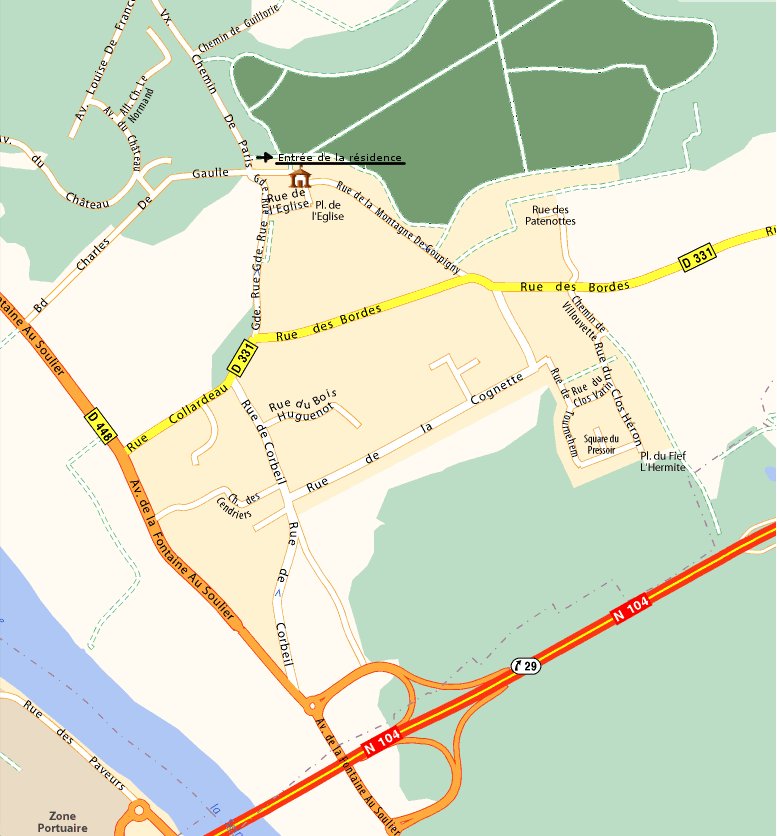 Av. Louise De France
Vx. Chemin De Paris
Chemin de Guillerie
All. Ch. Le
Normand
Av. du Château
Av. du Château
Entrée de la résidence
Bd Charles De Gaulle
Gde. Rue
Rue de
l'Eglise
Pl. de
l'Eglise
Rue de la Montagne De Goupigny
Rue des
Patenottes
Gde. Rue
Gde. Rue
D 331
Rue des Bordes
Rue des Bordes
Fontaine Au Soulier
D 331
Rue Collardeau
D 448
Chemin de
Villouvette
Rue du Bois
Huguenot
Rue de la Cognette
Rue de Tournehem
Rue du
Clos Varin
Rue du Clos Héron
Square du
Pressoir
Pl. du Fief
L'Hermite
Rue de Corbeil
Ch. des
Cendriers
Av. de la Fontaine Au Soulier
Rue de Corbeil
N 104
29
Rue des Paveurs
Av. de la Fontaine Au Soulier
N 104
la
Zone
Portuaire